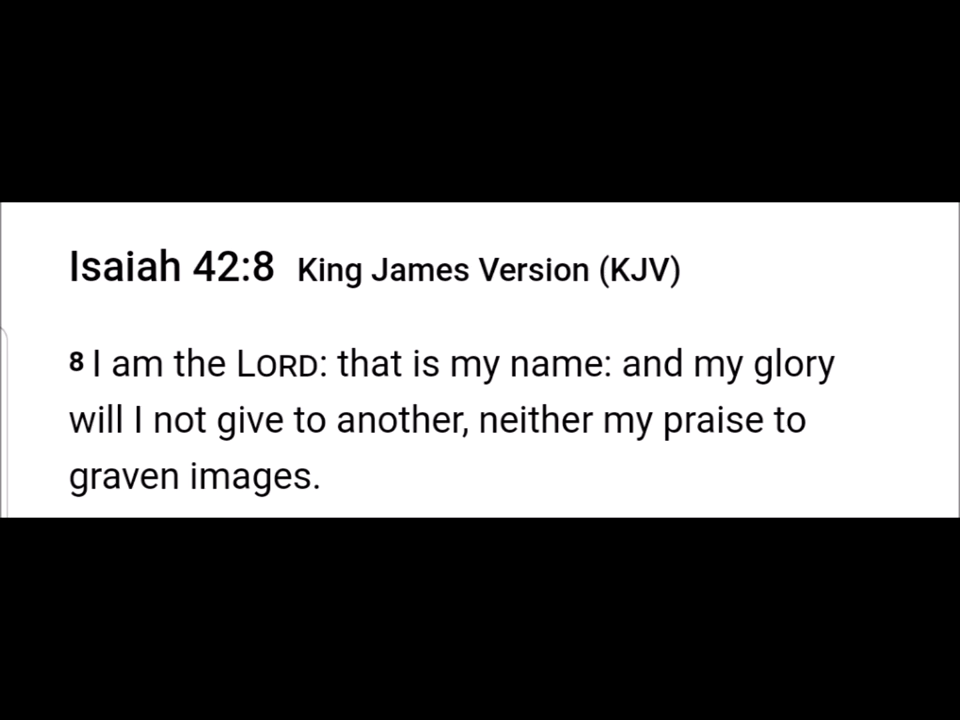 Isaiah 42:8 King James Version (KJV)
8 I am the LORD: that is my name: and my glory
will I not give to another, neither my praise to
graven images.